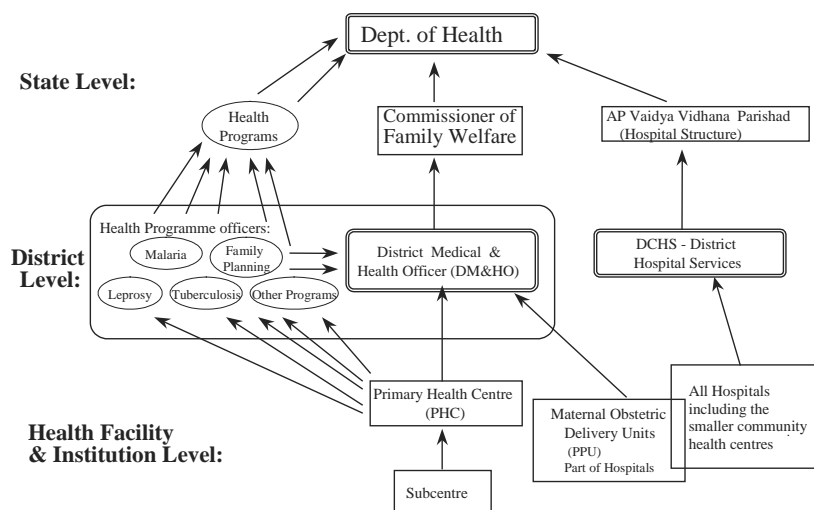 Dept. of Health
State Level:
Health
Programs
Commissioner of
Family Welfare
AP Vaidya Vidhana Parishad
(Hospital Structure)
District
Level:
Health Programme officers:
Malaria
Family
Planning
Leprosy
Tuberculosis
Other Programs
District Medical &
Health Officer (DM&HO)
DCHS - District
Hospital Services
Health Facility
& Institution Level:
Primary Health Centre
(PHC)
Subcentre
Maternal Obstetric
Delivery Units
(PPU)
Part of Hospitals
All Hospitals
including the
smaller community
health centres